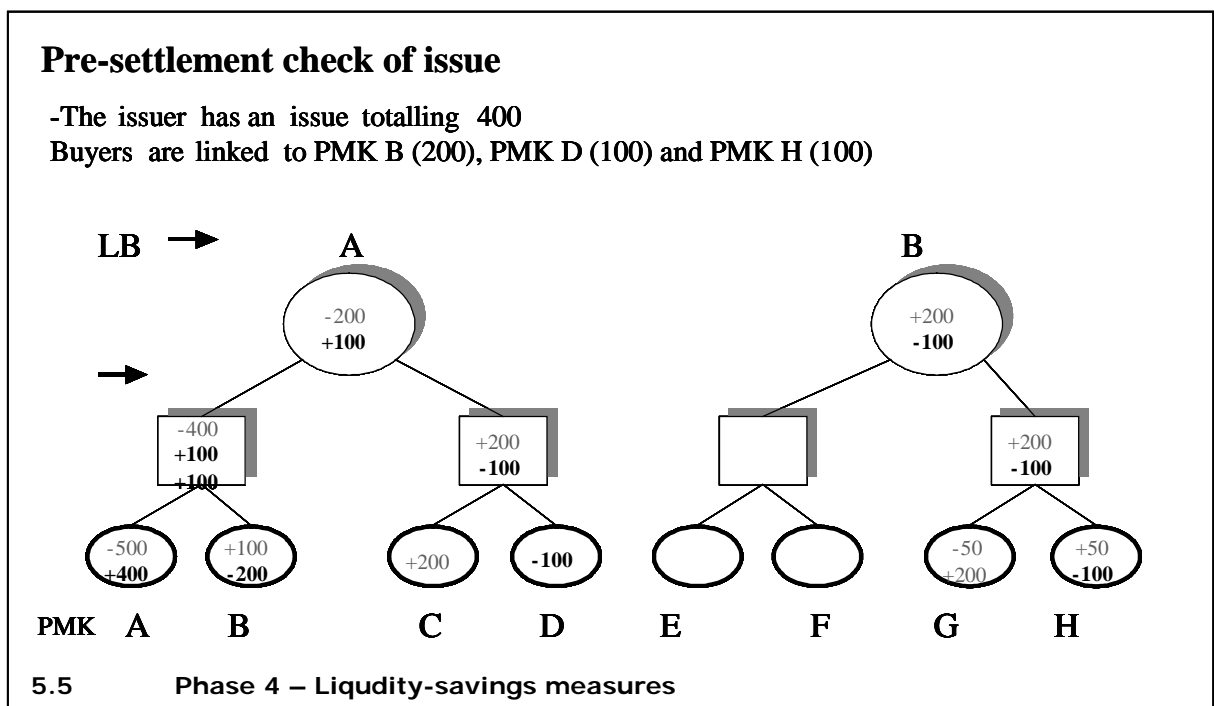 Pre-settlement check of issue
-The issuer has an issue totalling 400
Buyers are linked to PMK B (200), PMK D (100) and PMK H (100)
LB A B
-200 +200
+100 -100
-400 +200 +200
+100 -100 -100
+100
-500 +100 +200 -100 -50 +50
+400 -200 +200 -100
PMK A B C D E F G H
5.5 Phase 4 – Liqudity-savings measures